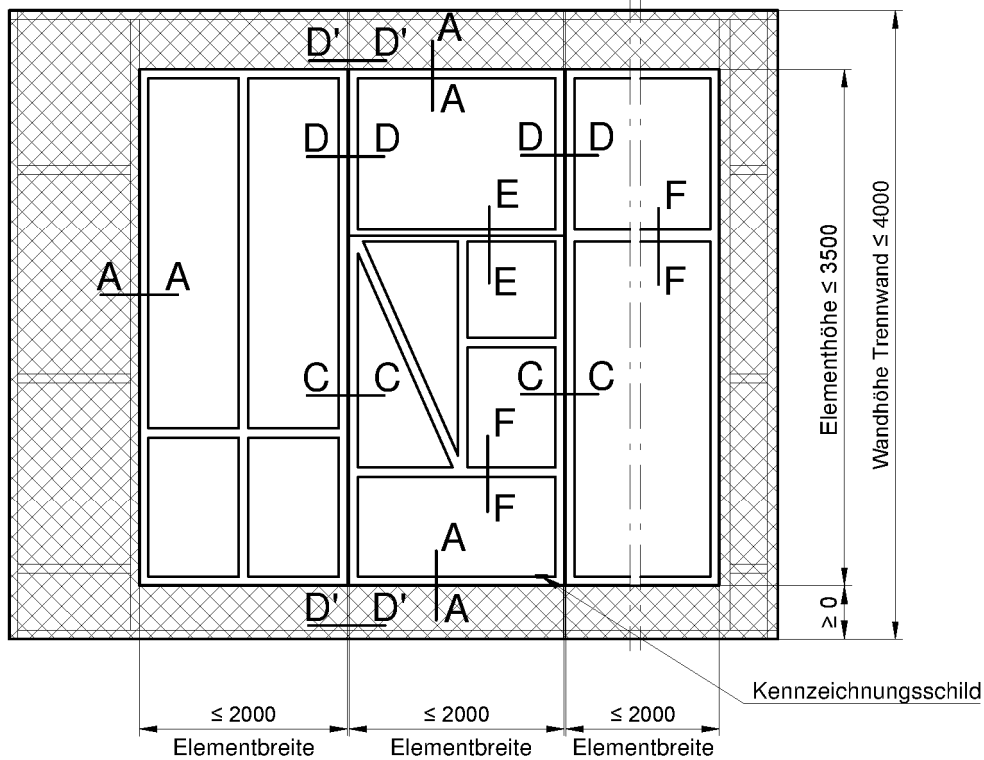 D' D' A
A
D D D D
E F
E F
A A
C C C C
F
F
A
D' D' A
Elementhöhe ≤ 3500
Wandhöhe Trennwand ≤ 4000
≥ 0
Kennzeichnungsschild
≤ 2000 ≤ 2000 ≤ 2000
Elementbreite Elementbreite Elementbreite